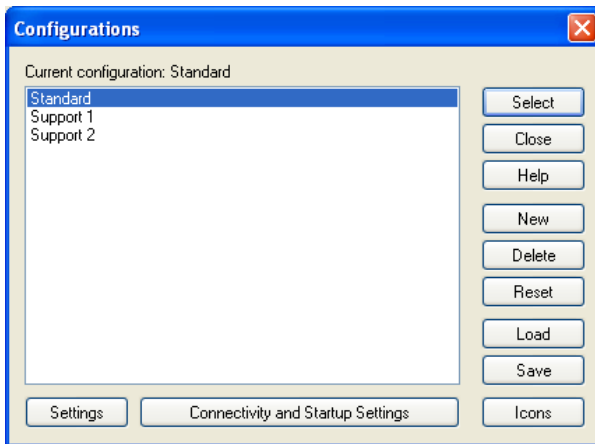 Configurations
Current configuration: Standard
Standard
Support 1
Support 2
Select
Close
Help
New
Delete
Reset
Load
Save
Settings
Connectivity and Startup Settings
Icons